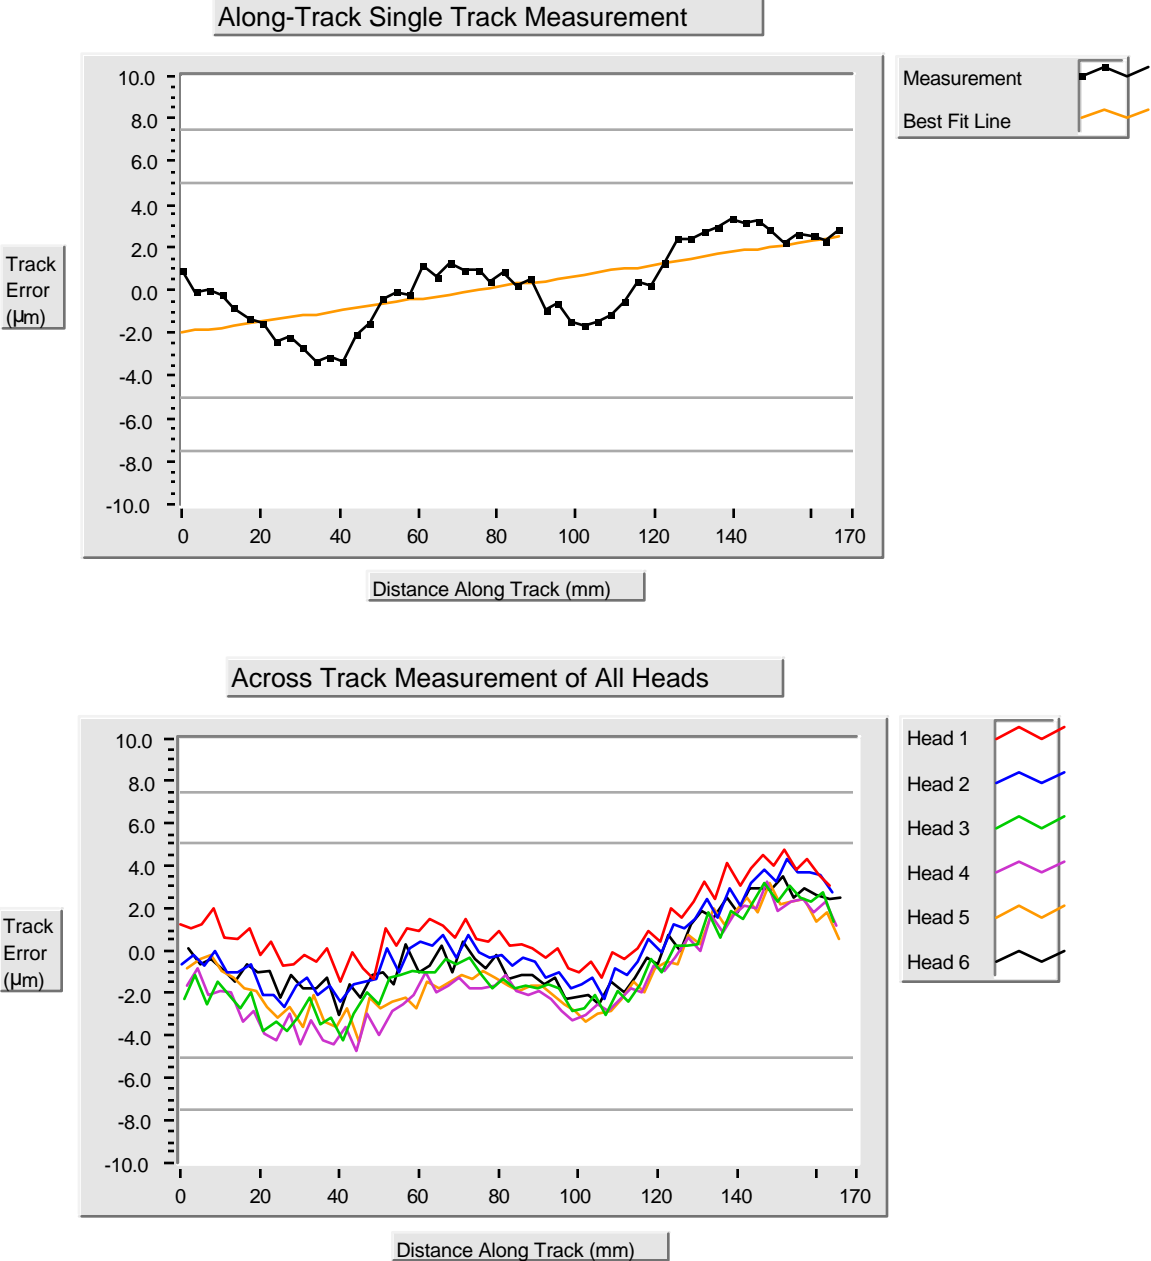 Along-Track Single Track Measurement
10.0
8.0
6.0
4.0
2.0
0.0
-2.0
-4.0
-6.0
-8.0
-10.0
Track
Error
(µm)
0 20 40 60 80 100 120 140 170
Distance Along Track (mm)
Measurement
Best Fit Line
Across Track Measurement of All Heads
10.0
8.0
6.0
4.0
2.0
0.0
-2.0
-4.0
-6.0
-8.0
-10.0
Track
Error
(µm)
0 20 40 60 80 100 120 140 170
Distance Along Track (mm)
Head 1
Head 2
Head 3
Head 4
Head 5
Head 6